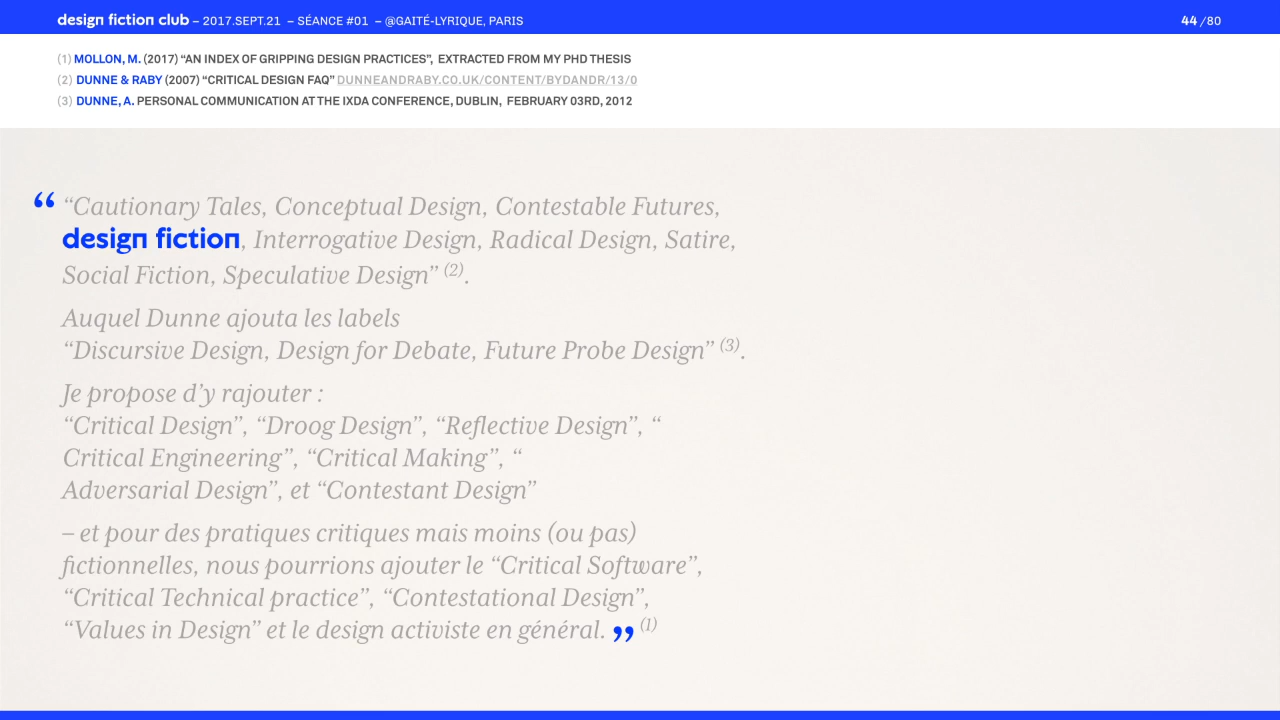 design fiction club – 2017.SEPT.21 – SÉANCE #01 – @GAITÉ-LYRIQUE, PARIS 44 /80
(1) MOLLON, M. (2017) “AN INDEX OF GRIPPING DESIGN PRACTICES”, EXTRACTED FROM MY PHD THESIS
(2) DUNNE & RABY (2007) “CRITICAL DESIGN FAQ” DUNNEANDRABY.CO.UK/CONTENT/BYDANDR/13/0
(3) DUNNE, A. PERSONAL COMMUNICATION AT THE IXDA CONFERENCE, DUBLIN, FEBRUARY 03RD, 2012
“ “Cautionary Tales, Conceptual Design, Contestable Futures,
design fiction, Interrogative Design, Radical Design, Satire,
Social Fiction, Speculative Design” (2).
Auquel Dunne ajouta les labels
“Discursive Design, Design for Debate, Future Probe Design” (3).
Je propose d’y rajouter :
“Critical Design”, “Droog Design”, “Reflective Design”, “
Critical Engineering”, “Critical Making”, “
Adversarial Design”, et “Contestant Design”
– et pour des pratiques critiques mais moins (ou pas)
fictionnelles, nous pourrions ajouter le “Critical Software”,
“Critical Technical practice”, “Contestational Design”,
“Values in Design” et le design activiste en général. ” (1)